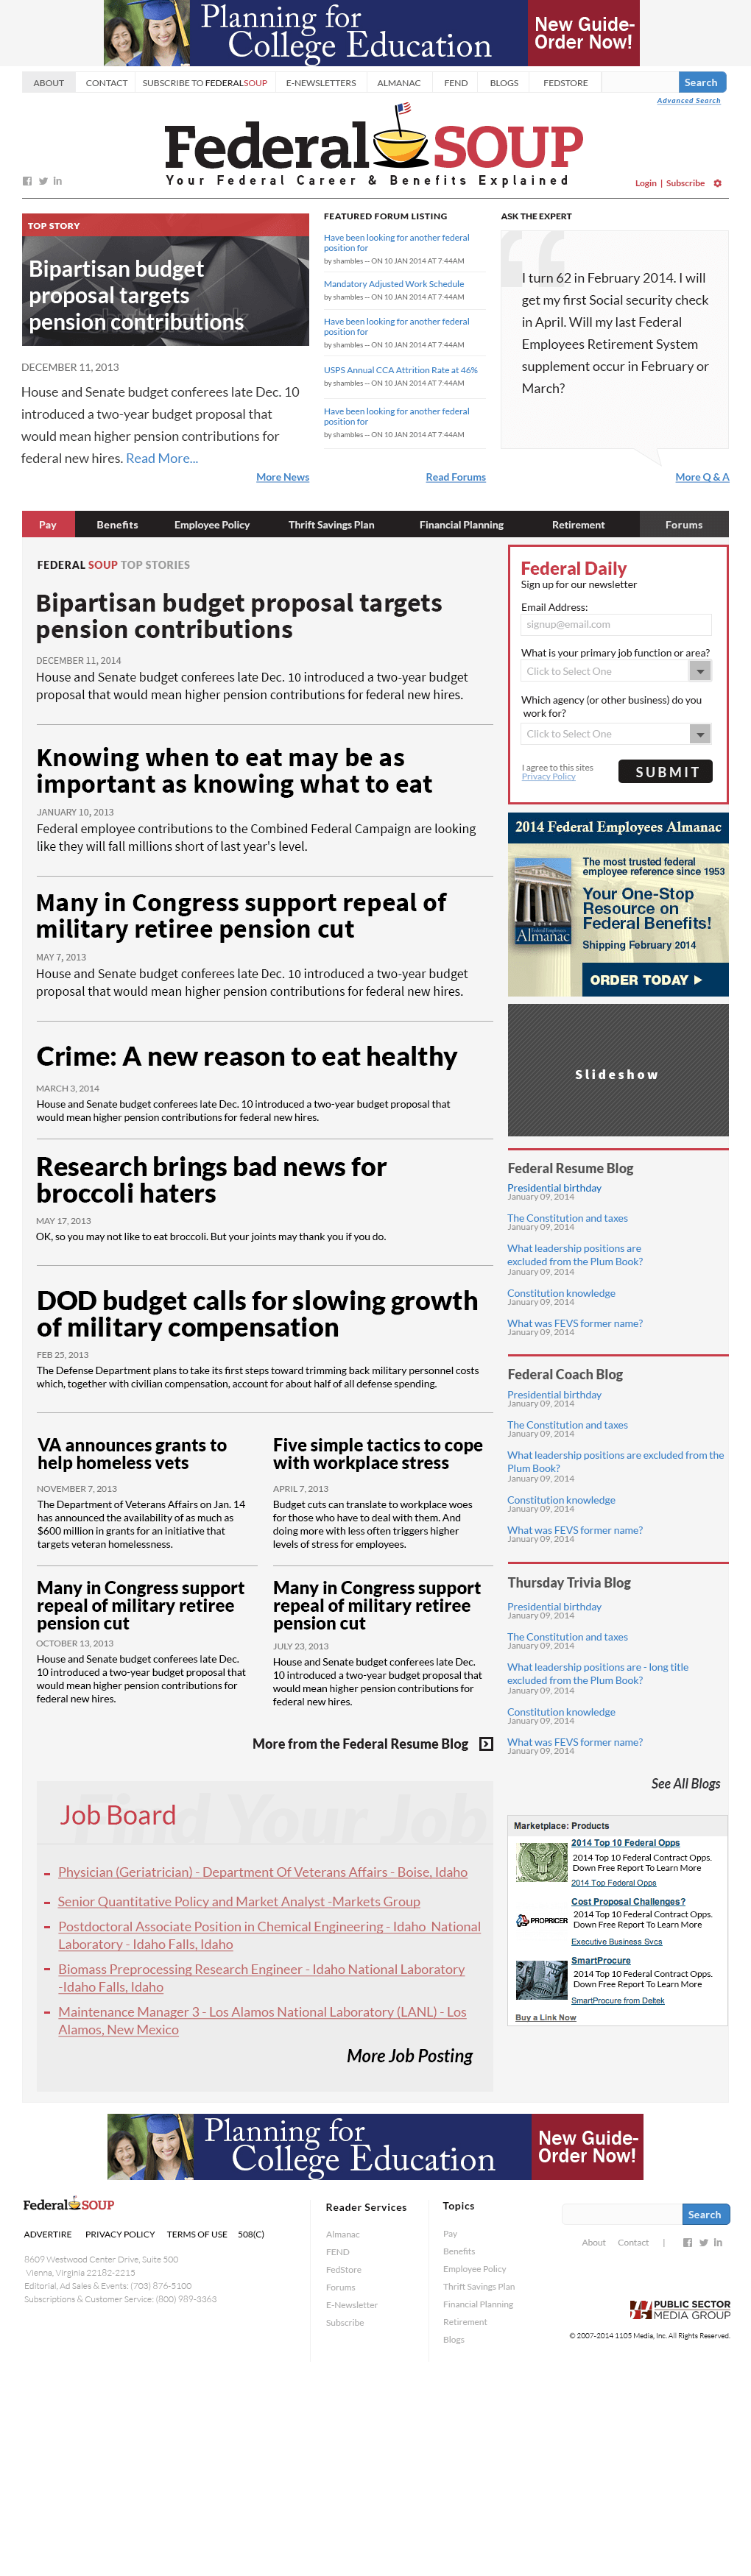 Planning for
College Education
New Guide-
Order Now!
ABOUT CONTACT SUBSCRIBE TO FEDERALSOUP E-NEWSLETTERS ALMANAC FEND BLOGS FEDSTORE Search
Advanced Search
Federal SOUP
Your Federal Career & Benefits Explained
Login | Subscribe
TOP STORY
Bipartisan budget
proposal targets
pension contributions
DECEMBER 11, 2013
House and Senate budget conferees late Dec. 10
introduced a two-year budget proposal that
would mean higher pension contributions for
federal new hires. Read More...
More News
FEATURED FORUM LISTING
Have been looking for another federal
position for
by shambles -- ON 10 JAN 2014 AT 7:44AM
Mandatory Adjusted Work Schedule
by shambles -- ON 10 JAN 2014 AT 7:44AM
Have been looking for another federal
position for
by shambles -- ON 10 JAN 2014 AT 7:44AM
USPS Annual CCA Attrition Rate at 46%
by shambles -- ON 10 JAN 2014 AT 7:44AM
Have been looking for another federal
position for
by shambles -- ON 10 JAN 2014 AT 7:44AM
Read Forums
ASK THE EXPERT
I turn 62 in February 2014. I will
get my first Social security check
in April. Will my last Federal
Employees Retirement System
supplement occur in February or
March?
More Q & A
Pay Benefits Employee Policy Thrift Savings Plan Financial Planning Retirement Forums
FEDERAL SOUP TOP STORIES
Bipartisan budget proposal targets
pension contributions
DECEMBER 11, 2014
House and Senate budget conferees late Dec. 10 introduced a two-year budget
proposal that would mean higher pension contributions for federal new hires.
Knowing when to eat may be as
important as knowing what to eat
JANUARY 10, 2013
Federal employee contributions to the Combined Federal Campaign are looking
like they will fall millions short of last year's level.
Many in Congress support repeal of
military retiree pension cut
MAY 7, 2013
House and Senate budget conferees late Dec. 10 introduced a two-year budget
proposal that would mean higher pension contributions for federal new hires.
Crime: A new reason to eat healthy
MARCH 3, 2014
House and Senate budget conferees late Dec. 10 introduced a two-year budget proposal that
would mean higher pension contributions for federal new hires.
Research brings bad news for
broccoli haters
MAY 17, 2013
OK, so you may not like to eat broccoli. But your joints may thank you if you do.
DOD budget calls for slowing growth
of military compensation
FEB 25, 2013
The Defense Department plans to take its first steps toward trimming back military personnel costs
which, together with civilian compensation, account for about half of all defense spending.
VA announces grants to
help homeless vets
NOVEMBER 7, 2013
The Department of Veterans Affairs on Jan. 14
has announced the availability of as much as
$600 million in grants for an initiative that
targets veteran homelessness.
Five simple tactics to cope
with workplace stress
APRIL 7, 2013
Budget cuts can translate to workplace woes
for those who have to deal with them. And
doing more with less often triggers higher
levels of stress for employees.
Many in Congress support
repeal of military retiree
pension cut
OCTOBER 13, 2013
House and Senate budget conferees late Dec.
10 introduced a two-year budget proposal that
would mean higher pension contributions for
federal new hires.
Many in Congress support
repeal of military retiree
pension cut
JULY 23, 2013
House and Senate budget conferees late Dec.
10 introduced a two-year budget proposal that
would mean higher pension contributions for
federal new hires.
More from the Federal Resume Blog
Find Your Job
Job Board
Physician (Geriatrician) - Department Of Veterans Affairs - Boise, Idaho
Senior Quantitative Policy and Market Analyst -Markets Group
Postdoctoral Associate Position in Chemical Engineering - Idaho National
Laboratory - Idaho Falls, Idaho
Biomass Preprocessing Research Engineer - Idaho National Laboratory
-Idaho Falls, Idaho
Maintenance Manager 3 - Los Alamos National Laboratory (LANL) - Los
Alamos, New Mexico
More Job Posting
Federal Daily
Sign up for our newsletter
Email Address:
signup@email.com
What is your primary job function or area?
Click to Select One
Which agency (or other business) do you
work for?
Click to Select One
I agree to this sites
Privacy Policy
SUBMIT
2014 Federal Employees Almanac
The most trusted federal
employee reference since 1953
Your One-Stop
Resource on
Federal Benefits!
Shipping February 2014
ORDER TODAY
2014
Federal Employees
Almanac
Slideshow
Federal Resume Blog
Presidential birthday
January 09, 2014
The Constitution and taxes
January 09, 2014
What leadership positions are
excluded from the Plum Book?
January 09, 2014
Constitution knowledge
January 09, 2014
What was FEVS former name?
January 09, 2014
Federal Coach Blog
Presidential birthday
January 09, 2014
The Constitution and taxes
January 09, 2014
What leadership positions are excluded from the
Plum Book?
January 09, 2014
Constitution knowledge
January 09, 2014
What was FEVS former name?
January 09, 2014
Thursday Trivia Blog
Presidential birthday
January 09, 2014
The Constitution and taxes
January 09, 2014
What leadership positions are - long title
excluded from the Plum Book?
January 09, 2014
Constitution knowledge
January 09, 2014
What was FEVS former name?
January 09, 2014
See All Blogs
Marketplace: Products
2014 Top 10 Federal Opps
2014 Top 10 Federal Contract Opps.
Down Free Report To Learn More
2014 Top Federal Opps
PROPRICER
Cost Proposal Challenges?
2014 Top 10 Federal Contract Opps.
Down Free Report To Learn More
Executive Business Svcs
SmartProcure
2014 Top 10 Federal Contract Opps.
Down Free Report To Learn More
SmartProcure from Deltek
Buy a Link Now
Planning for
College Education
New Guide-
Order Now!
Federal SOUP
ADVERTIRE PRIVACY POLICY TERMS OF USE 508(C)
8609 Westwood Center Drive, Suite 500
Vienna, Virginia 22182-2215
Editorial, Ad Sales & Events: (703) 876-5100
Subscriptions & Customer Service: (800) 989-3363
Reader Services
Almanac
FEND
FedStore
Forums
E-Newsletter
Subscribe
Topics
Pay
Benefits
Employee Policy
Thrift Savings Plan
Financial Planning
Retirement
Blogs
Search
About Contact |
PUBLIC SECTOR
MEDIA GROUP
© 2007-2014 1105 Media, Inc. All Rights Reserved.